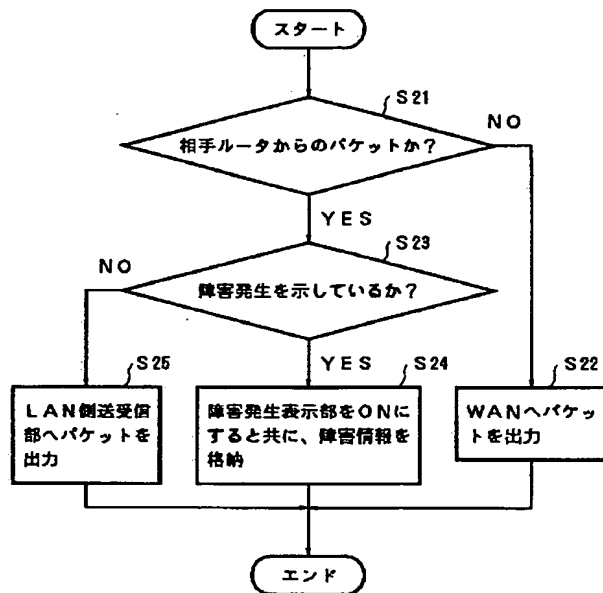 スタート
S21
相手ルータからのパケットか？
NO
YES
S23
NO
障害発生を示しているか？
YES
S25
S24
S22
LAN側送受信
部へパケットを
出力
障害発生表示部をONに
すると共に、障害情報を
格納
WANへパケッ
トを出力
エンド